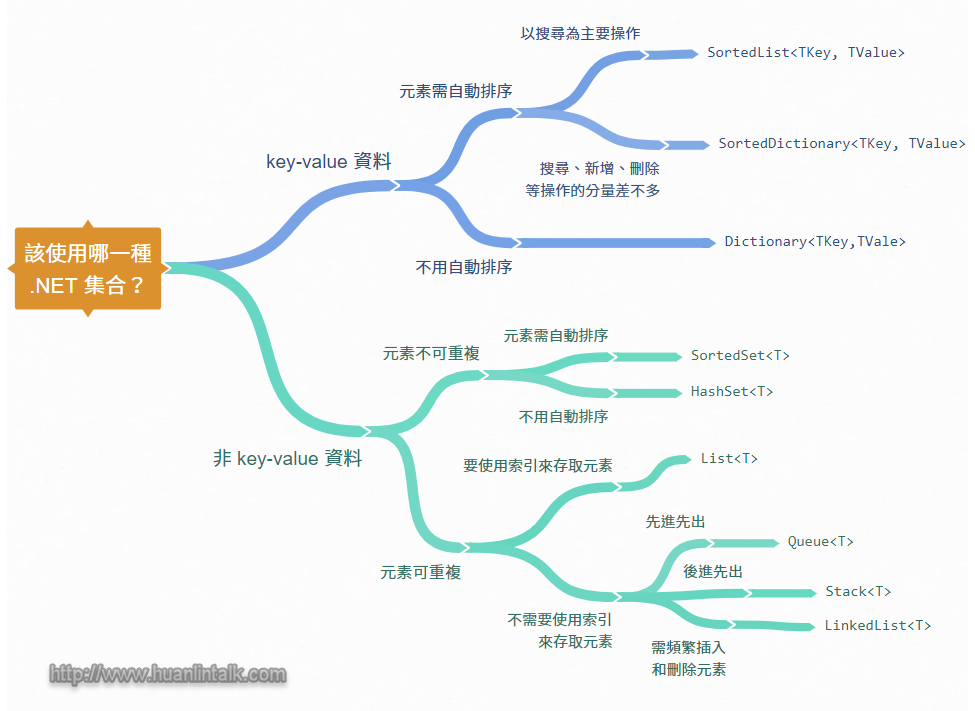 該使用哪一種
.NET 集合？
key-value 資料
元素需自動排序
以搜尋為主要操作
SortedList<TKey, TValue>
SortedDictionary<TKey, TValue>
搜尋、新增、刪除
等操作的分量差不多
不用自動排序
Dictionary<TKey,TVale>
非 key-value 資料
元素不可重複
元素需自動排序
SortedSet<T>
HashSet<T>
不用自動排序
元素可重複
要使用索引來存取元素
List<T>
不需要使用索引
來存取元素
先進先出
Queue<T>
後進先出
Stack<T>
LinkedList<T>
需頻繁插入
和刪除元素
http://www.huanlintalk.com